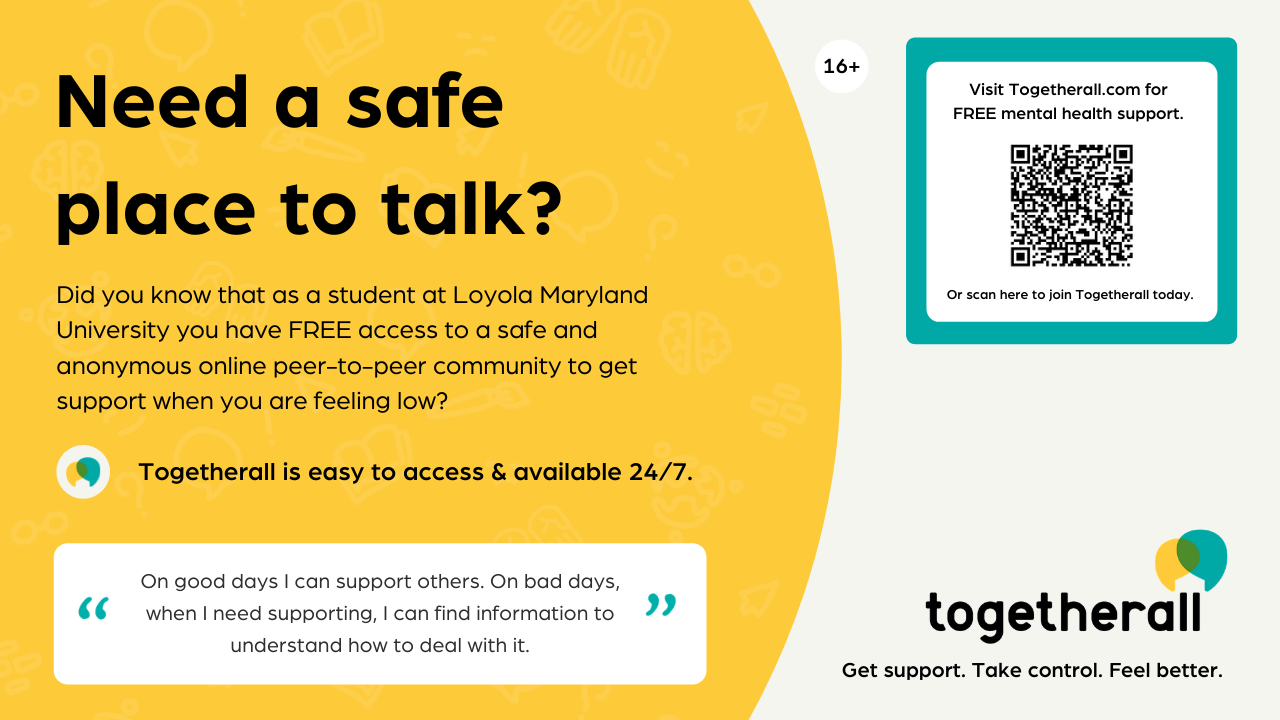 Need a safe
place to talk?
Did you know that as a student at Loyola Maryland
University you have FREE access to a safe and
anonymous online peer-to-peer community to get
support when you are feeling low?
Togetherall is easy to access & available 24/7.
“ On good days I can support others. On bad days,
when I need supporting, I can find information to
understand how to deal with it. ”
16+
Visit Togetherall.com for
FREE mental health support.
Or scan here to join Togetherall today.
togetherall
Get support. Take control. Feel better.